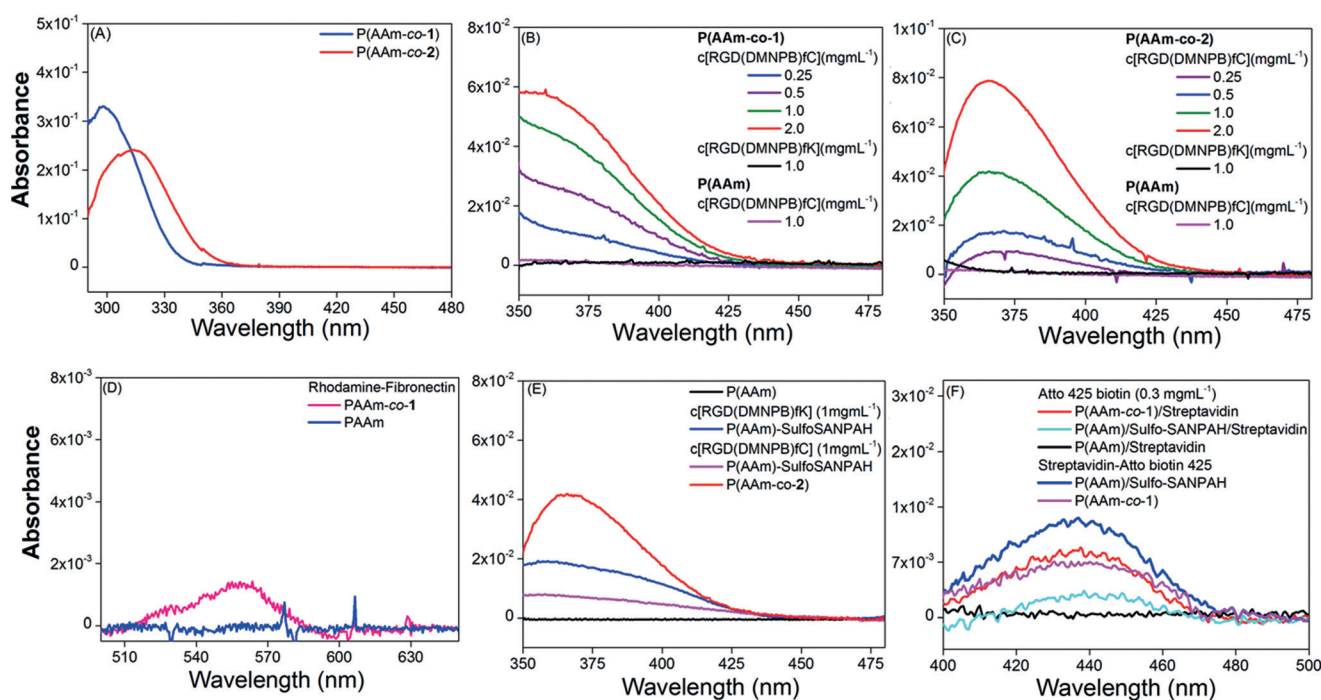 (A)
P(AAm-co-1)
P(AAm-co-2)
5x10⁻¹
4x10⁻¹
3x10⁻¹
2x10⁻¹
1x10⁻¹
0
300 330 360 390 420 450 480
Absorbance
Wavelength (nm)
(B)
P(AAm-co-1)
c[RGD(DMNPB)fC](mgmL⁻¹)
0.25
0.5
1.0
2.0
c[RGD(DMNPB)fK](mgmL⁻¹)
1.0
P(AAm)
c[RGD(DMNPB)fC](mgmL⁻¹)
1.0
8x10⁻²
6x10⁻²
4x10⁻²
2x10⁻²
0
350 375 400 425 450 475
Wavelength (nm)
(C)
P(AAm-co-2)
c[RGD(DMNPB)fC](mgmL⁻¹)
0.25
0.5
1.0
2.0
c[RGD(DMNPB)fK](mgmL⁻¹)
1.0
P(AAm)
c[RGD(DMNPB)fC](mgmL⁻¹)
1.0
1x10⁻¹
8x10⁻²
6x10⁻²
4x10⁻²
2x10⁻²
0
350 375 400 425 450 475
Wavelength (nm)
(D)
Rhodamine-Fibronectin
PAAm-co-1
PAAm
8x10⁻³
6x10⁻³
4x10⁻³
2x10⁻³
0
510 540 570 600 630
Absorbance
Wavelength (nm)
(E)
P(AAm)
c[RGD(DMNPB)fK] (1mgmL⁻¹)
P(AAm)-SulfoSANPAH
c[RGD(DMNPB)fC] (1mgmL⁻¹)
P(AAm)-SulfoSANPAH
P(AAm-co-2)
8x10⁻²
6x10⁻²
4x10⁻²
2x10⁻²
0
350 375 400 425 450 475
Wavelength (nm)
(F)
Atto 425 biotin (0.3 mgmL⁻¹)
P(AAm-co-1)/Streptavidin
P(AAm)/Sulfo-SANPAH/Streptavidin
P(AAm)/Streptavidin
Streptavidin-Atto biotin 425
P(AAm)/Sulfo-SANPAH
P(AAm-co-1)
3x10⁻²
2x10⁻²
1x10⁻²
7x10⁻³
0
400 420 440 460 480 500
Wavelength (nm)